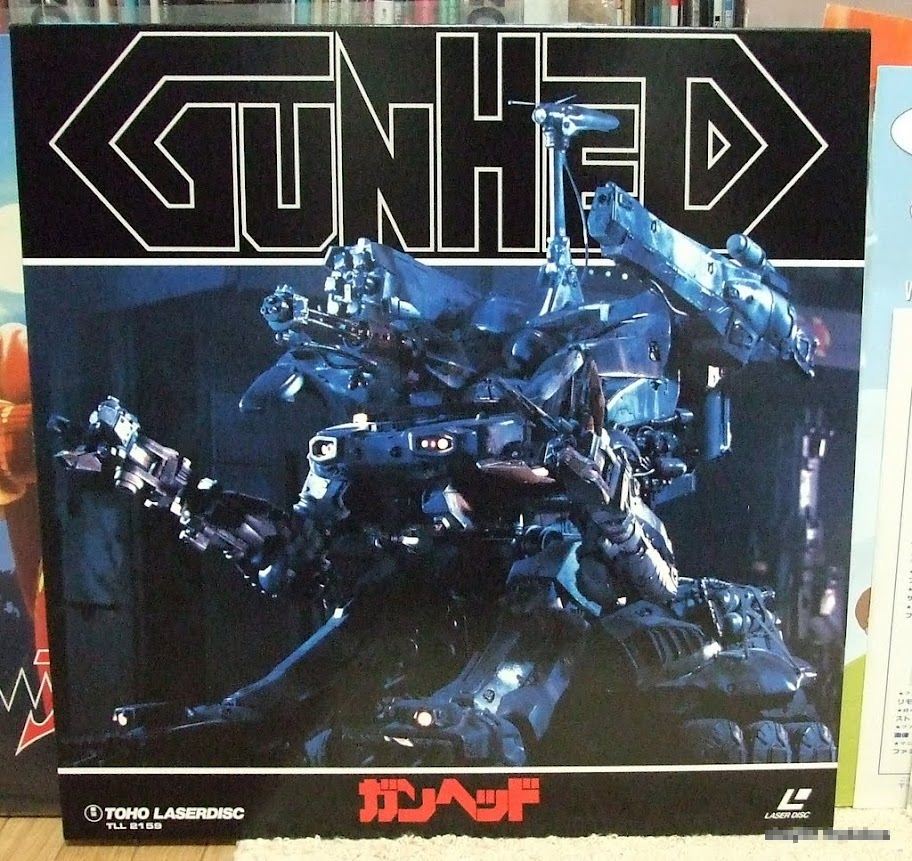 GUNHED
ガンヘッド
TOHO LASERDISC
TLL 2159
LASER DISC